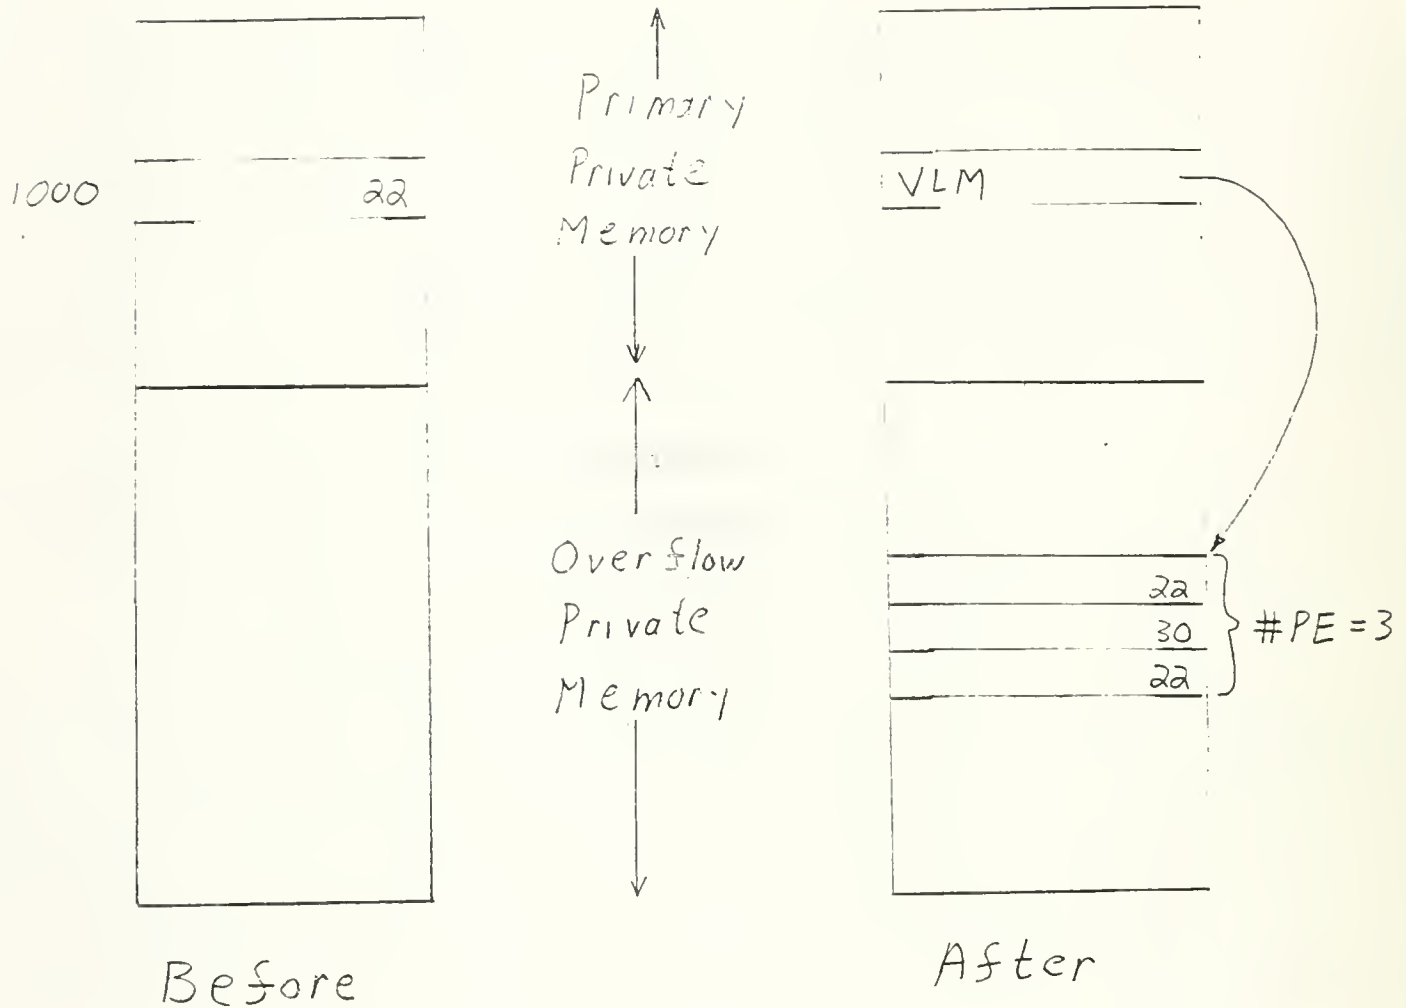 Primary
Private
Memory
1000
22
VLM
Overflow
Private
Memory
22
30
22
#PE=3
Before
After